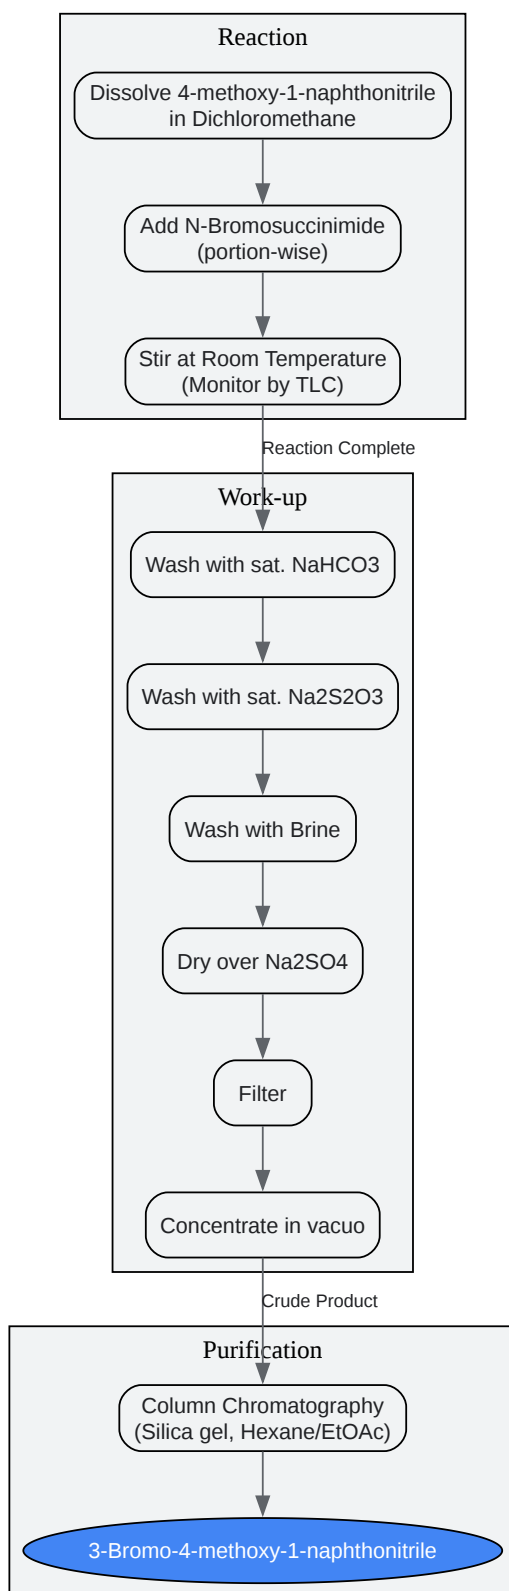 Reaction
Dissolve 4-methoxy-1-naphthonitrile
in Dichloromethane
Add N-Bromosuccinimide
(portion-wise)
Stir at Room Temperature
(Monitor by TLC)
Reaction Complete
Work-up
Wash with sat. NaHCO3
Wash with sat. Na2S2O3
Wash with Brine
Dry over Na2SO4
Filter
Concentrate in vacuo
Crude Product
Purification
Column Chromatography
(Silica gel, Hexane/EtOAc)
3-Bromo-4-methoxy-1-naphthonitrile